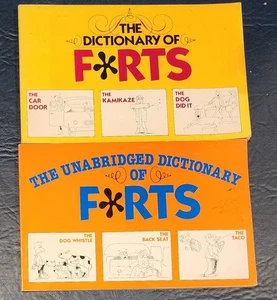 THE
DICTIONARY OF
F*RTS
THE
CAR
DOOR
THE
KAMIKAZE
THE
DOG
DID IT
THE UNABRIDGED DICTIONARY
OF
F*RTS
THE
DOG WHISTLE
THE
BACK SEAT
THE
TACO